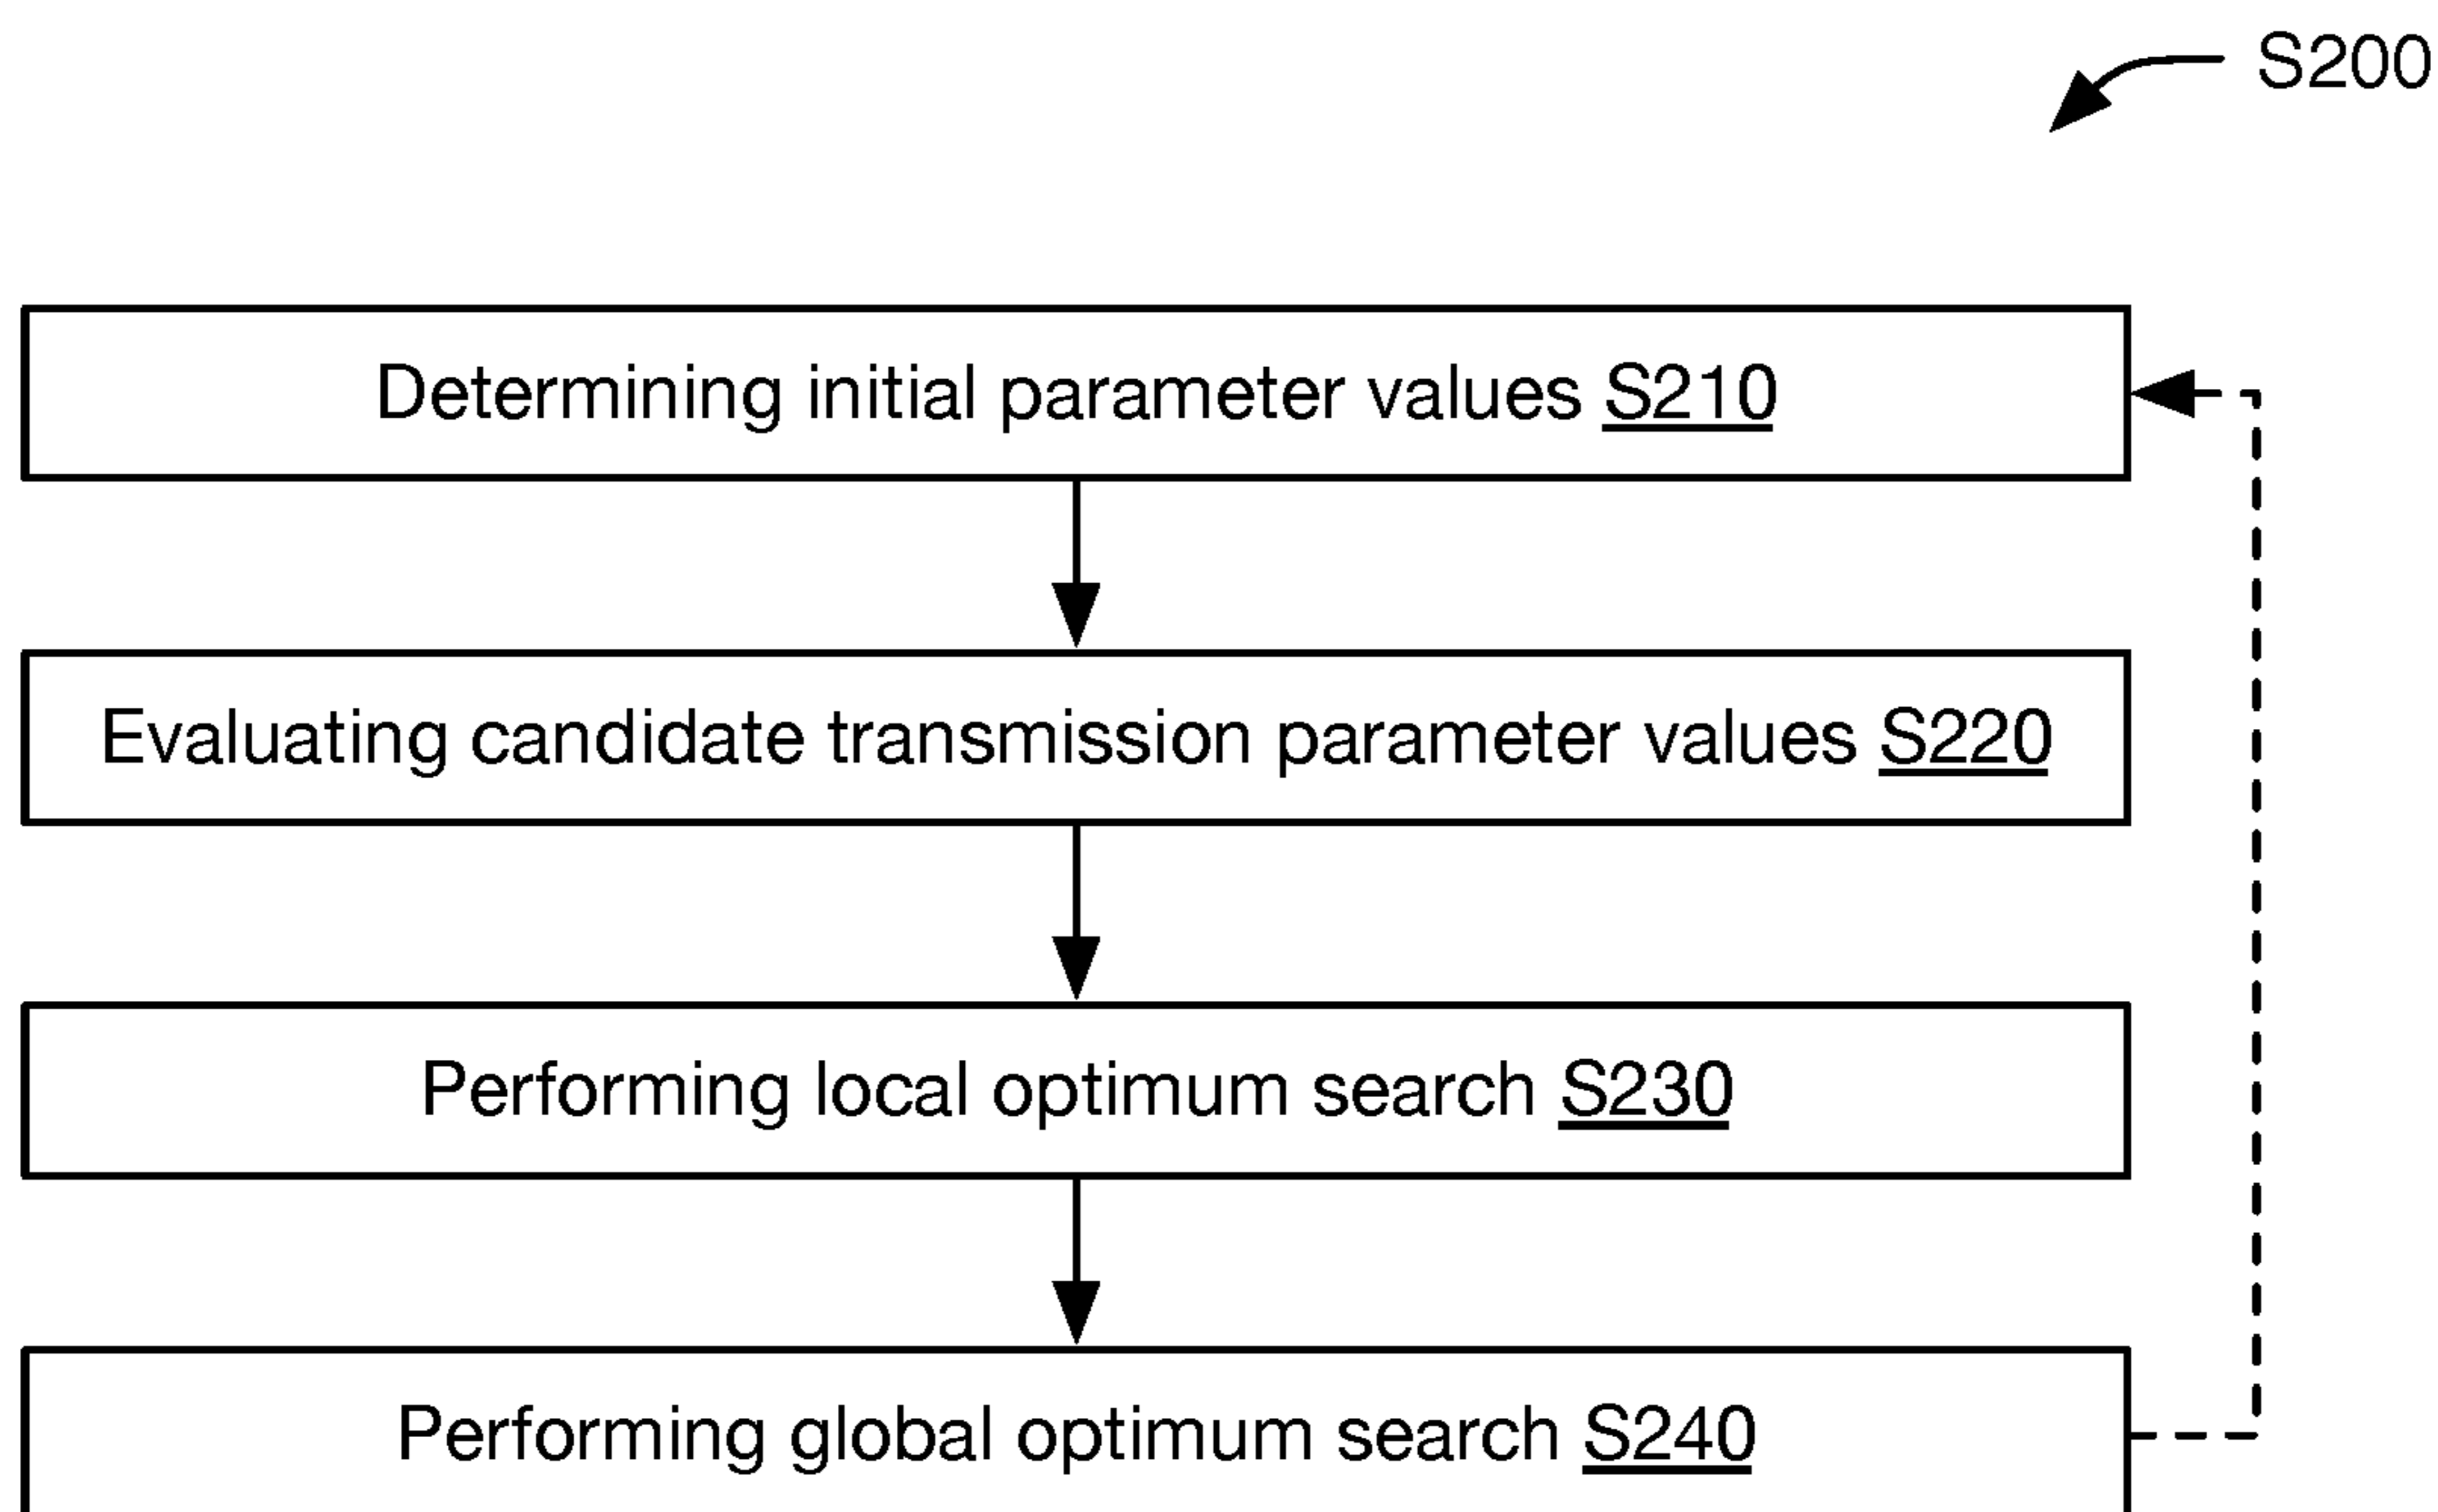 S200
Determining initial parameter values S210
Evaluating candidate transmission parameter values S220
Performing local optimum search S230
Performing global optimum search S240